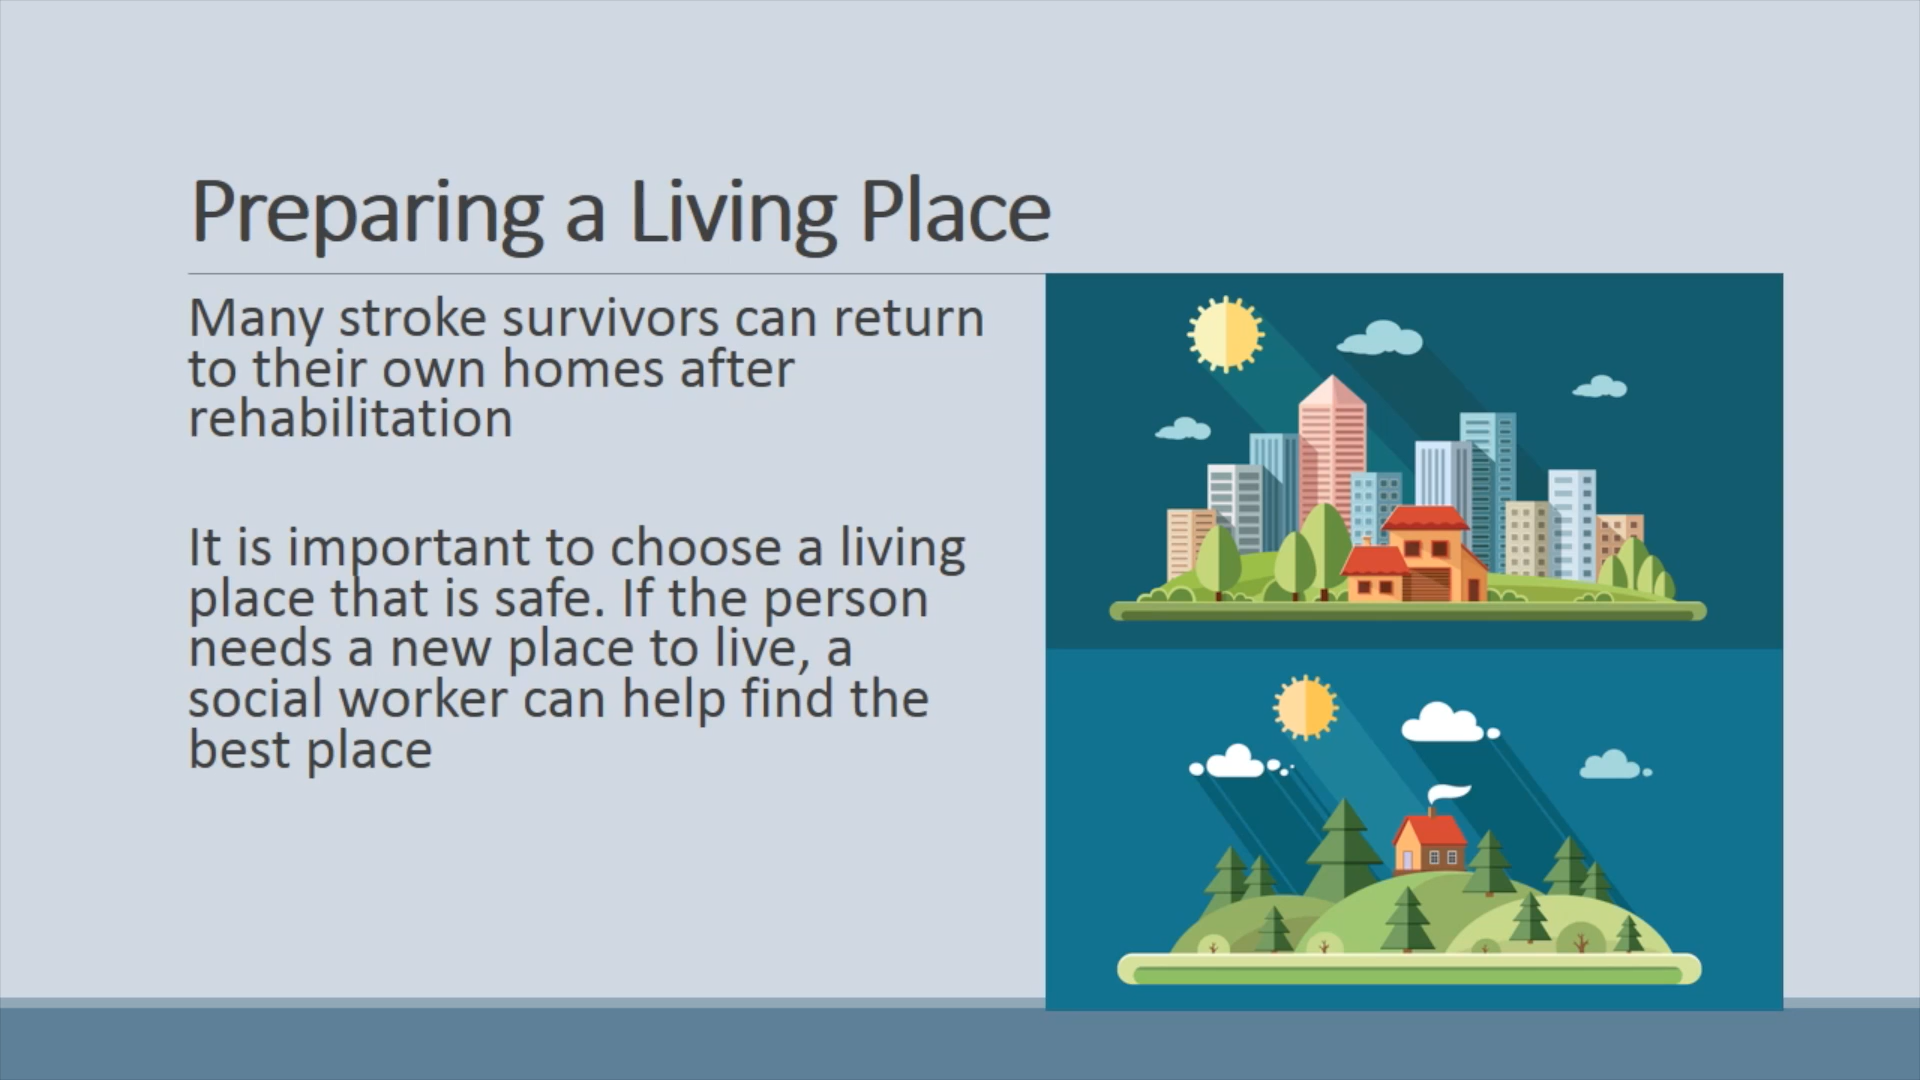 Preparing a Living Place
Many stroke survivors can return
to their own homes after
rehabilitation
It is important to choose a living
place that is safe. If the person
needs a new place to live, a
social worker can help find the
best place